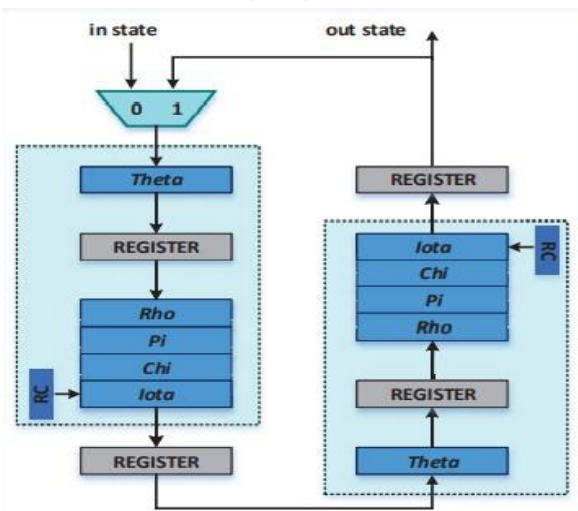 in state
out state
0 1
Theta
REGISTER
Rho
Pi
Chi
Iota
RC
REGISTER
REGISTER
Iota
RC
Chi
Pi
Rho
REGISTER
Theta